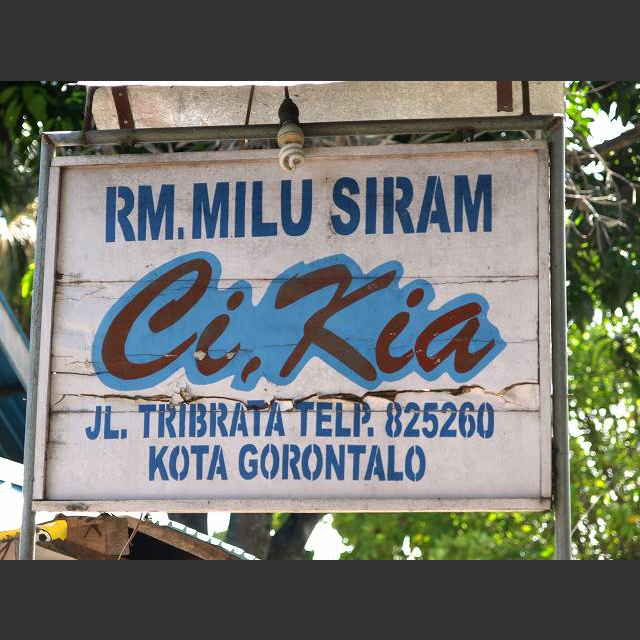 RM. MILU SIRAM
Ci, Kia
JL. TRIBRATA TELP. 825260
KOTA GORONTALO